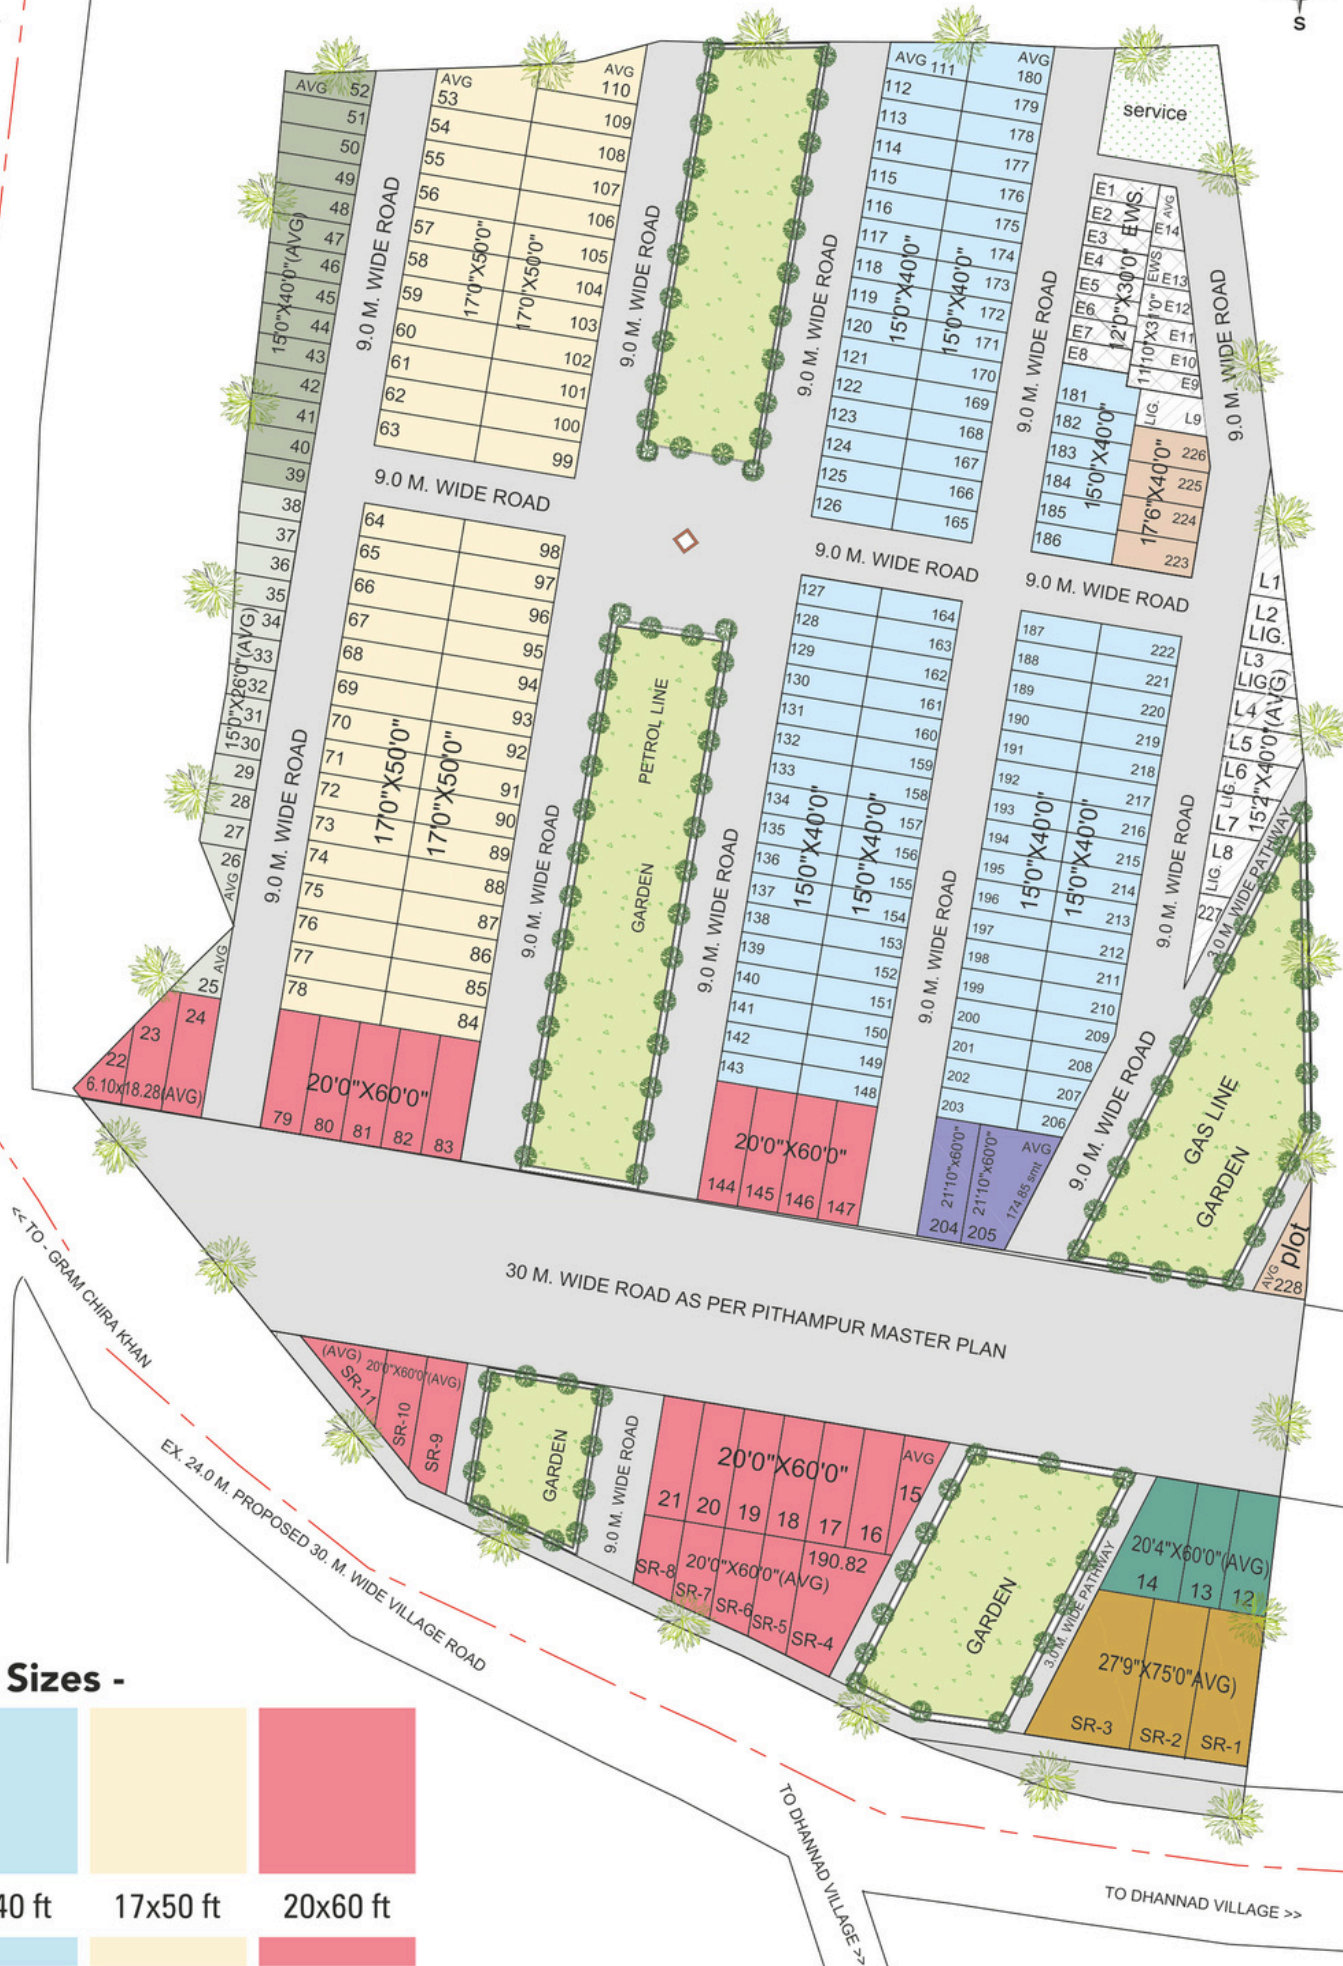 S
AVG 52
51
50
49
48
47
46
45
44
43
42
41
40
39
15'0"X40'0"(AVG)
38
37
36
35
34
33
32
31
30
29
28
27
26
AVG
15'0"X26'0"(AVG)
AVG
25
24
23
22
6.10x18.28(AVG)
9.0 M. WIDE ROAD
9.0 M. WIDE ROAD
AVG
53
54
55
56
57
58
59
60
61
62
63
17'0"X50'0"
17'0"X50'0"
AVG
110
109
108
107
106
105
104
103
102
101
100
99
9.0 M. WIDE ROAD
64
65
66
67
68
69
70
71
72
73
74
75
76
77
78
17'0"X50'0"
17'0"X50'0"
98
97
96
95
94
93
92
91
90
89
88
87
86
85
84
20'0"X60'0"
79
80
81
82
83
9.0 M. WIDE ROAD
9.0 M. WIDE ROAD
PETROL LINE
GARDEN
9.0 M. WIDE ROAD
9.0 M. WIDE ROAD
AVG 111
112
113
114
115
116
117
118
119
120
121
122
123
124
125
126
15'0"X40'0"
15'0"X40'0"
AVG
180
179
178
177
176
175
174
173
172
171
170
169
168
167
166
165
9.0 M. WIDE ROAD
127
128
129
130
131
132
133
134
135
136
137
138
139
140
141
142
143
15'0"X40'0"
15'0"X40'0"
164
163
162
161
160
159
158
157
156
155
154
153
152
151
150
149
148
20'0"X60'0"
144
145
146
147
9.0 M. WIDE ROAD
9.0 M. WIDE ROAD
service
E1
E2
E3
E4
E5
E6
E7
E8
12'0"X30'0" EWS.
AVG
E14
E13
E12
E11
E10
E9
11'10"X31'0" EWS
LIG.
L9
181
182
183
184
185
186
15'0"X40'0"
17'6"X40'0"
226
225
224
223
9.0 M. WIDE ROAD
9.0 M. WIDE ROAD
187
188
189
190
191
192
193
194
195
196
197
198
199
200
201
202
203
15'0"X40'0"
15'0"X40'0"
222
221
220
219
218
217
216
215
214
213
212
211
210
209
208
207
206
21'10"x60'0"
21'10"x60'0"
AVG
174.85 smt
204
205
9.0 M. WIDE ROAD
9.0 M. WIDE ROAD
L1
L2
LIG.
L3
LIGG
L4
L5
L6
LIG.
L7
L8
LIG.
227
15'2"X40'0"(AVG)
3.0 M. WIDE PATHWAY
GAS LINE
GARDEN
plot
AVG
228
30 M. WIDE ROAD AS PER PITHAMPUR MASTER PLAN
<< TO - GRAM CHIRA KHAN
EX. 24.0 M. PROPOSED 30. M. WIDE VILLAGE ROAD
(AVG)
20'0"X60'0"(AVG)
SR-11
SR-10
SR-9
GARDEN
9.0 M. WIDE ROAD
20'0"X60'0"
AVG
21
20
19
18
17
16
15
190.82
20'0"X60'0"(AVG)
SR-8
SR-7
SR-6
SR-5
SR-4
GARDEN
3.0 M. WIDE PATHWAY
20'4"X60'0"(AVG)
14
13
12
27'9"X75'0"AVG)
SR-3
SR-2
SR-1
TO DHANNAD VILLAGE >>
TO DHANNAD VILLAGE >>
Sizes -
40 ft
17x50 ft
20x60 ft